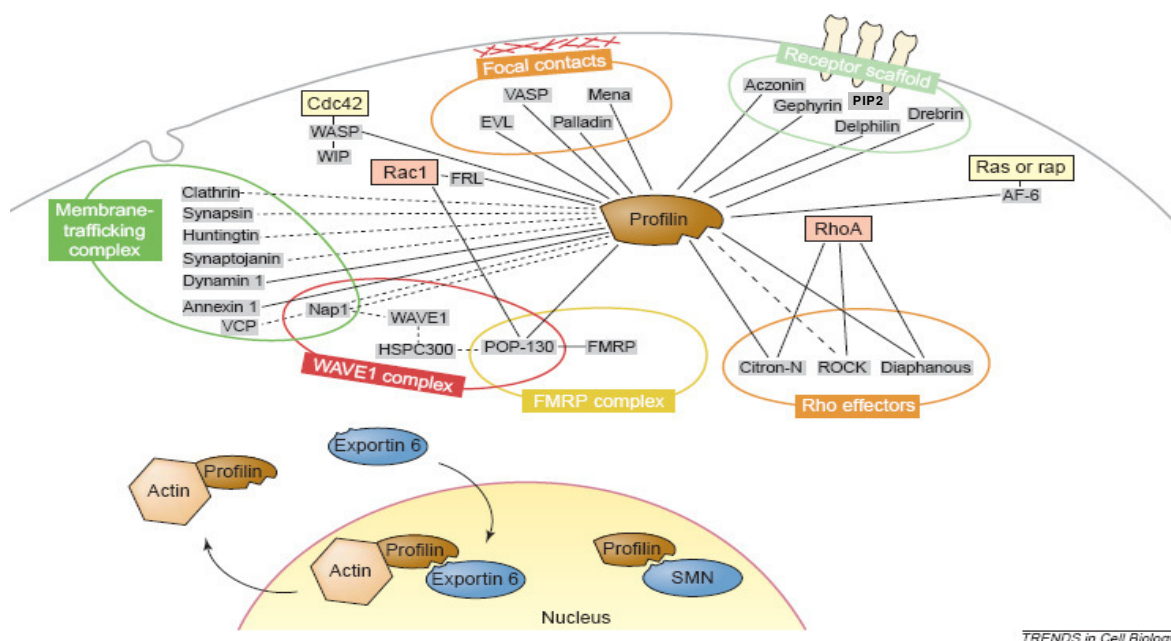 Focal contacts
VASP
Mena
EVL
Palladin
Receptor scaffold
Aczonin
PIP2
Gephyrin
Drebrin
Delphilin
Cdc42
WASP
WIP
Rac1
FRL
Ras or rap
AF-6
Membrane-
trafficking
complex
Clathrin
Synapsin
Huntingtin
Synaptojanin
Dynamin 1
Annexin 1
VCP
Profilin
RhoA
Nap1
WAVE1
HSPC300
POP-130
FMRP
WAVE1 complex
FMRP complex
Citron-N
ROCK
Diaphanous
Rho effectors
Exportin 6
Profilin
Actin
Profilin
Actin
Exportin 6
Profilin
SMN
Nucleus
TRENDS in Cell Biology